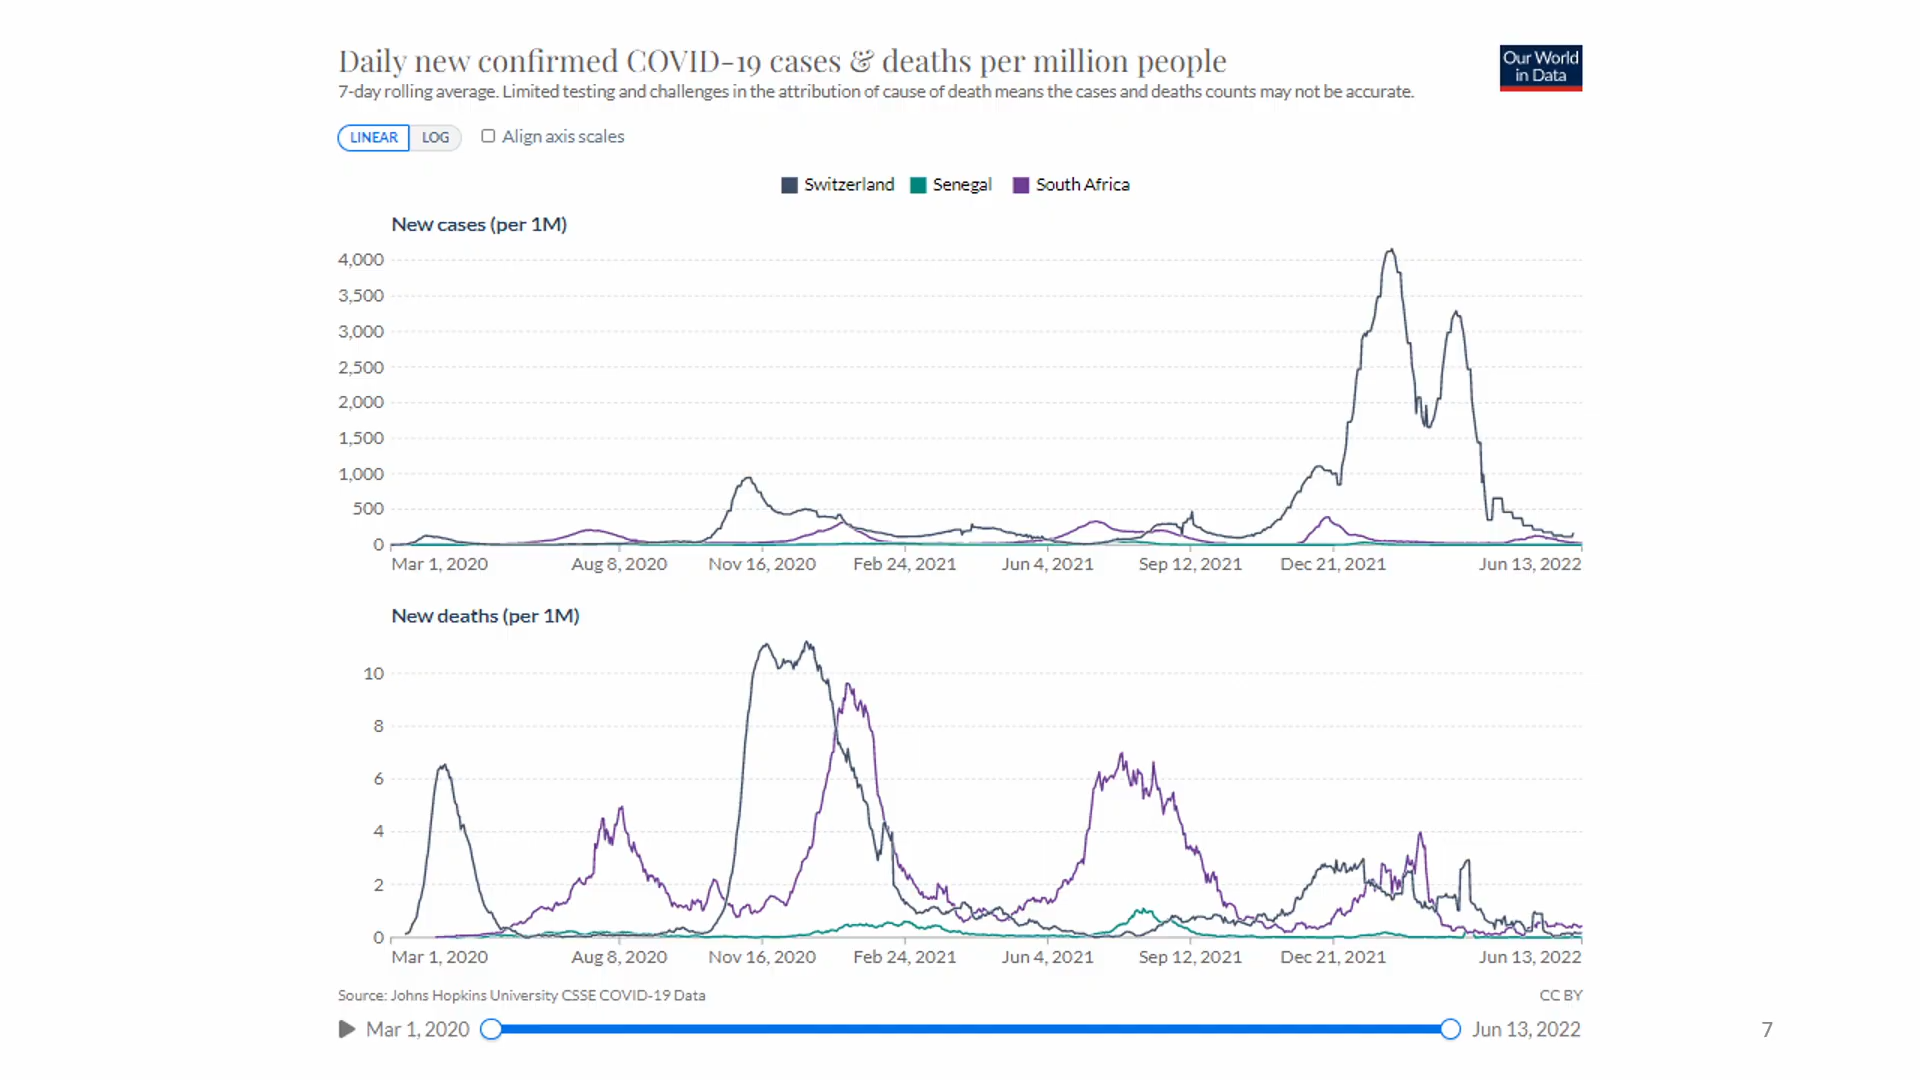 Daily new confirmed COVID-19 cases & deaths per million people
Our World
in Data
7-day rolling average. Limited testing and challenges in the attribution of cause of death means the cases and deaths counts may not be accurate.
LINEAR LOG Align axis scales
Switzerland Senegal South Africa
New cases (per 1M)
4,000
3,500
3,000
2,500
2,000
1,500
1,000
500
0
Mar 1, 2020 Aug 8, 2020 Nov 16, 2020 Feb 24, 2021 Jun 4, 2021 Sep 12, 2021 Dec 21, 2021 Jun 13, 2022
New deaths (per 1M)
10
8
6
4
2
0
Mar 1, 2020 Aug 8, 2020 Nov 16, 2020 Feb 24, 2021 Jun 4, 2021 Sep 12, 2021 Dec 21, 2021 Jun 13, 2022
Source: Johns Hopkins University CSSE COVID-19 Data CC BY
Mar 1, 2020 Jun 13, 2022
7